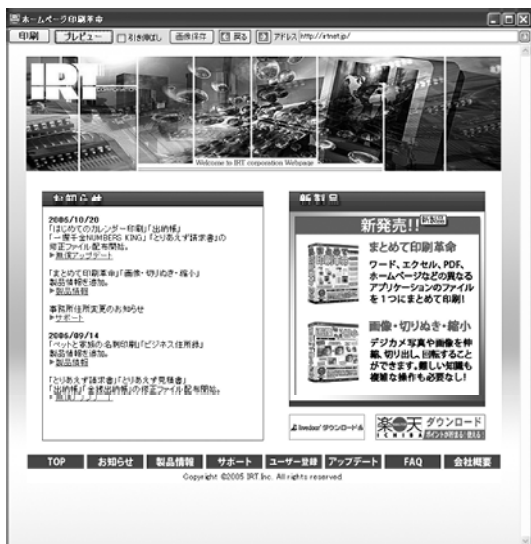 ホームページ印刷革命
印刷 プレビュー 引き伸ばし 画像保存 戻る アドレス http://irtnet.jp/
IRT
Welcome to IRT corporation Webpage
お知らせ
2005/10/20
「はじめてのカレンダー印刷」「出納帳」
「一攫千金NUMBERS KING」「とりあえず請求書」の
修正ファイル配布開始。
無償アップデート
「まとめて印刷革命」「画像・切りぬき・縮小」
製品情報を追加。
製品情報
事務所住所変更のお知らせ
サポート
2005/09/14
「ペットと家族の名刺印刷」「ビジネス住所録」
製品情報を追加。
製品情報
「とりあえず請求書」「とりあえず見積書」
「出納帳」「金銭出納帳」の修正ファイル配布開始。
新製品
新発売!! 新製品
まとめて印刷革命
ワード、エクセル、PDF、
ホームページなどの異なる
アプリケーションのファイル
を1つにまとめて印刷!
画像・切りぬき・縮小
デジカメ写真や画像を伸
縮、切り出し、回転すること
ができます。難しい知識も
複雑な操作も必要なし!
livedoor ダウンロード
楽天 ダウンロード
ICHIBA ポイントが貯まる!使える!
TOP お知らせ 製品情報 サポート ユーザー登録 アップデート FAQ 会社概要
Copyright ©2005 IRT Inc. All rights reserved